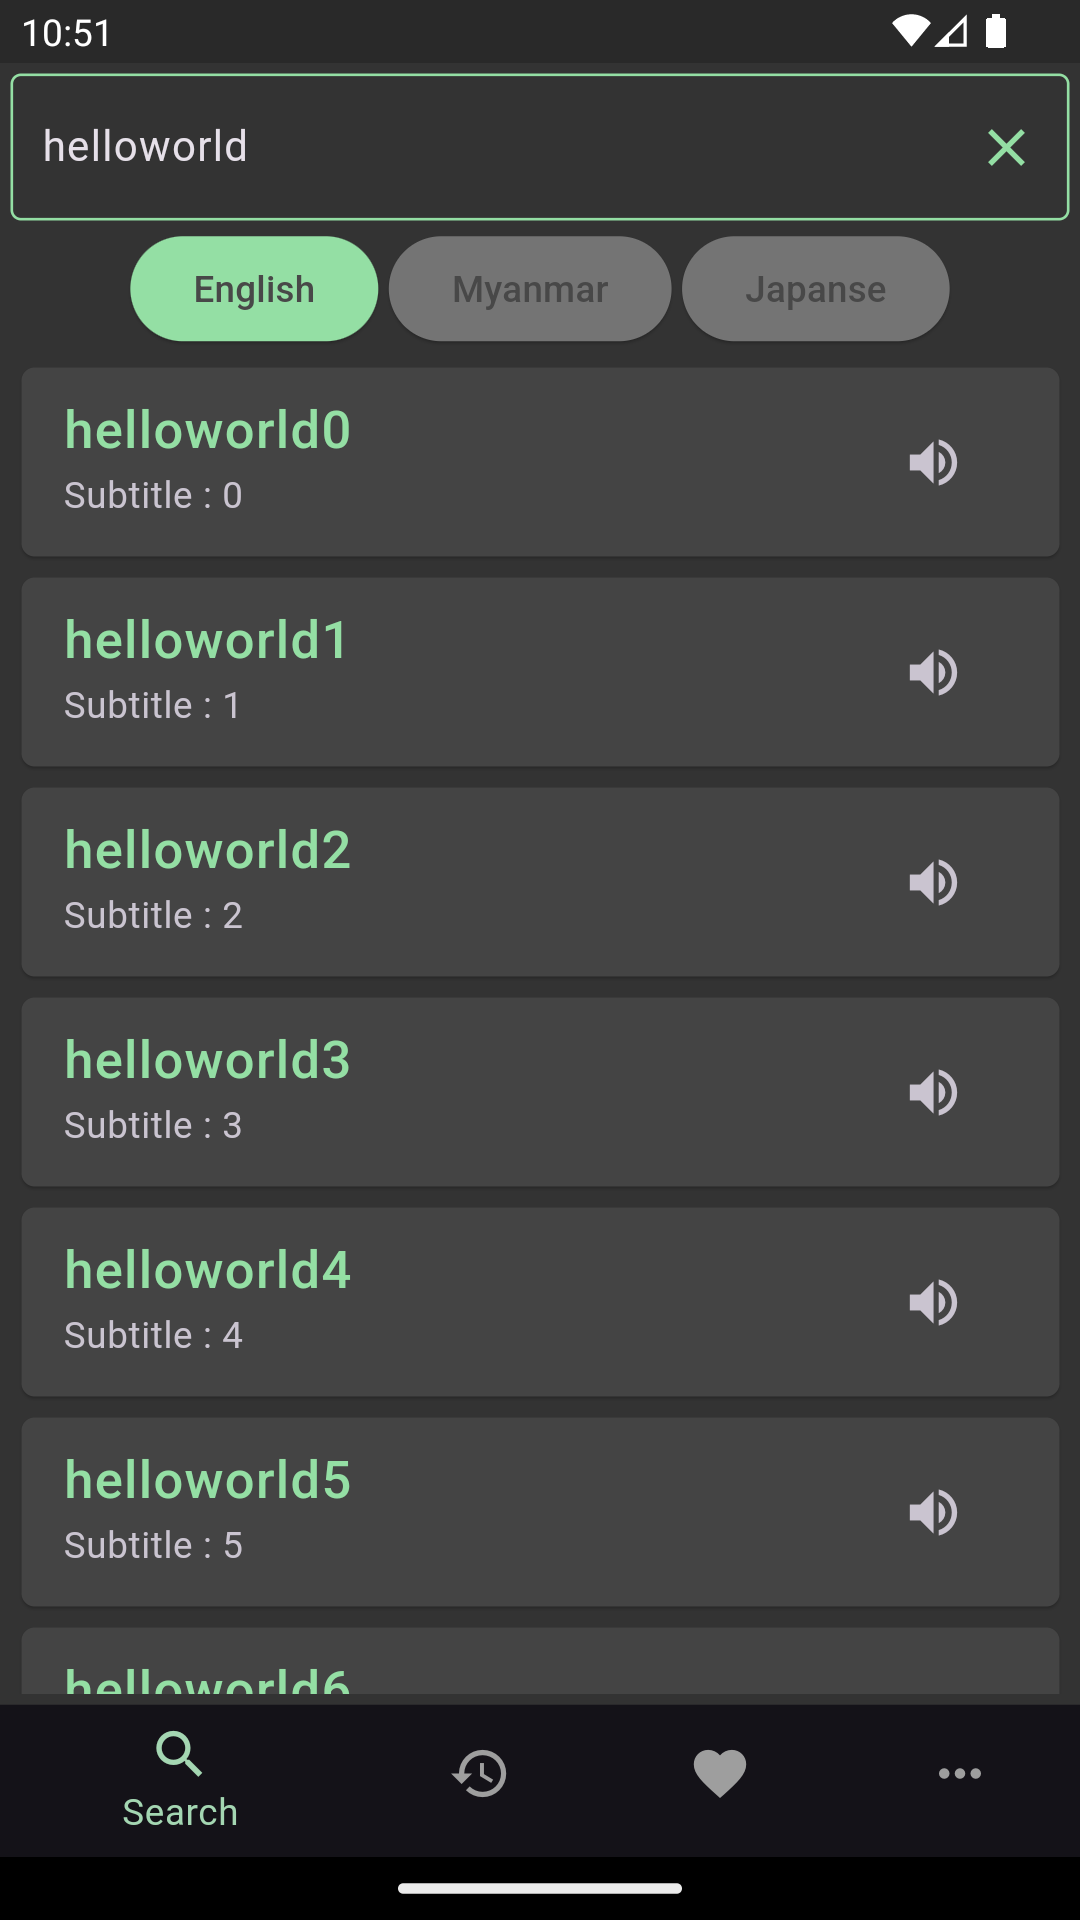 10:51
helloworld
English Myanmar Japanse
helloworld0
Subtitle : 0
helloworld1
Subtitle : 1
helloworld2
Subtitle : 2
helloworld3
Subtitle : 3
helloworld4
Subtitle : 4
helloworld5
Subtitle : 5
helloworld6
Search